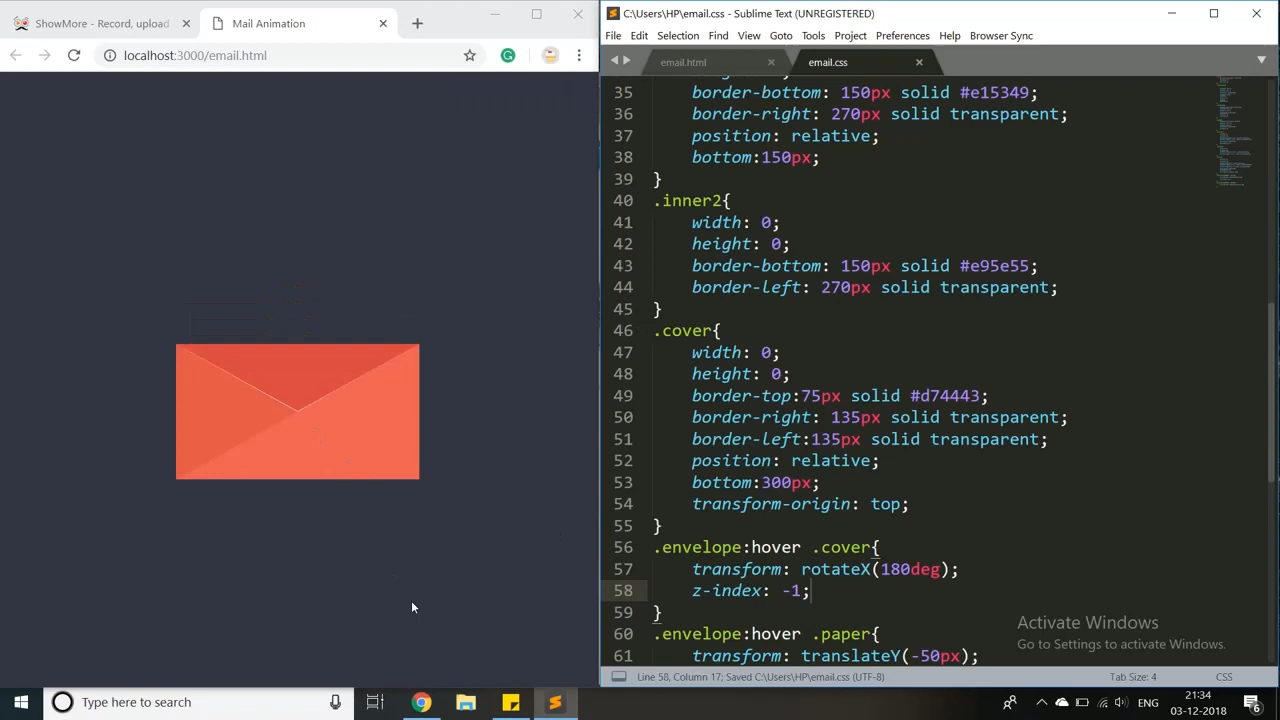 ShowMore - Record, upload
Mail Animation
localhost:3000/email.html
C:\Users\HP\email.css - Sublime Text (UNREGISTERED)
File Edit Selection Find View Goto Tools Project Preferences Help Browser Sync
email.html
email.css
35 border-bottom: 150px solid #e15349;
36 border-right: 270px solid transparent;
37 position: relative;
38 bottom:150px;
39 }
40 .inner2{
41 width: 0;
42 height: 0;
43 border-bottom: 150px solid #e95e55;
44 border-left: 270px solid transparent;
45 }
46 .cover{
47 width: 0;
48 height: 0;
49 border-top:75px solid #d74443;
50 border-right: 135px solid transparent;
51 border-left:135px solid transparent;
52 position: relative;
53 bottom:300px;
54 transform-origin: top;
55 }
56 .envelope:hover .cover{
57 transform: rotateX(180deg);
58 z-index: -1;
59 }
60 .envelope:hover .paper{
61 transform: translateY(-50px);
Activate Windows
Go to Settings to activate Windows.
Line 58, Column 17; Saved C:\Users\HP\email.css (UTF-8)
Tab Size: 4
CSS
Type here to search
ENG
21:34
03-12-2018
6